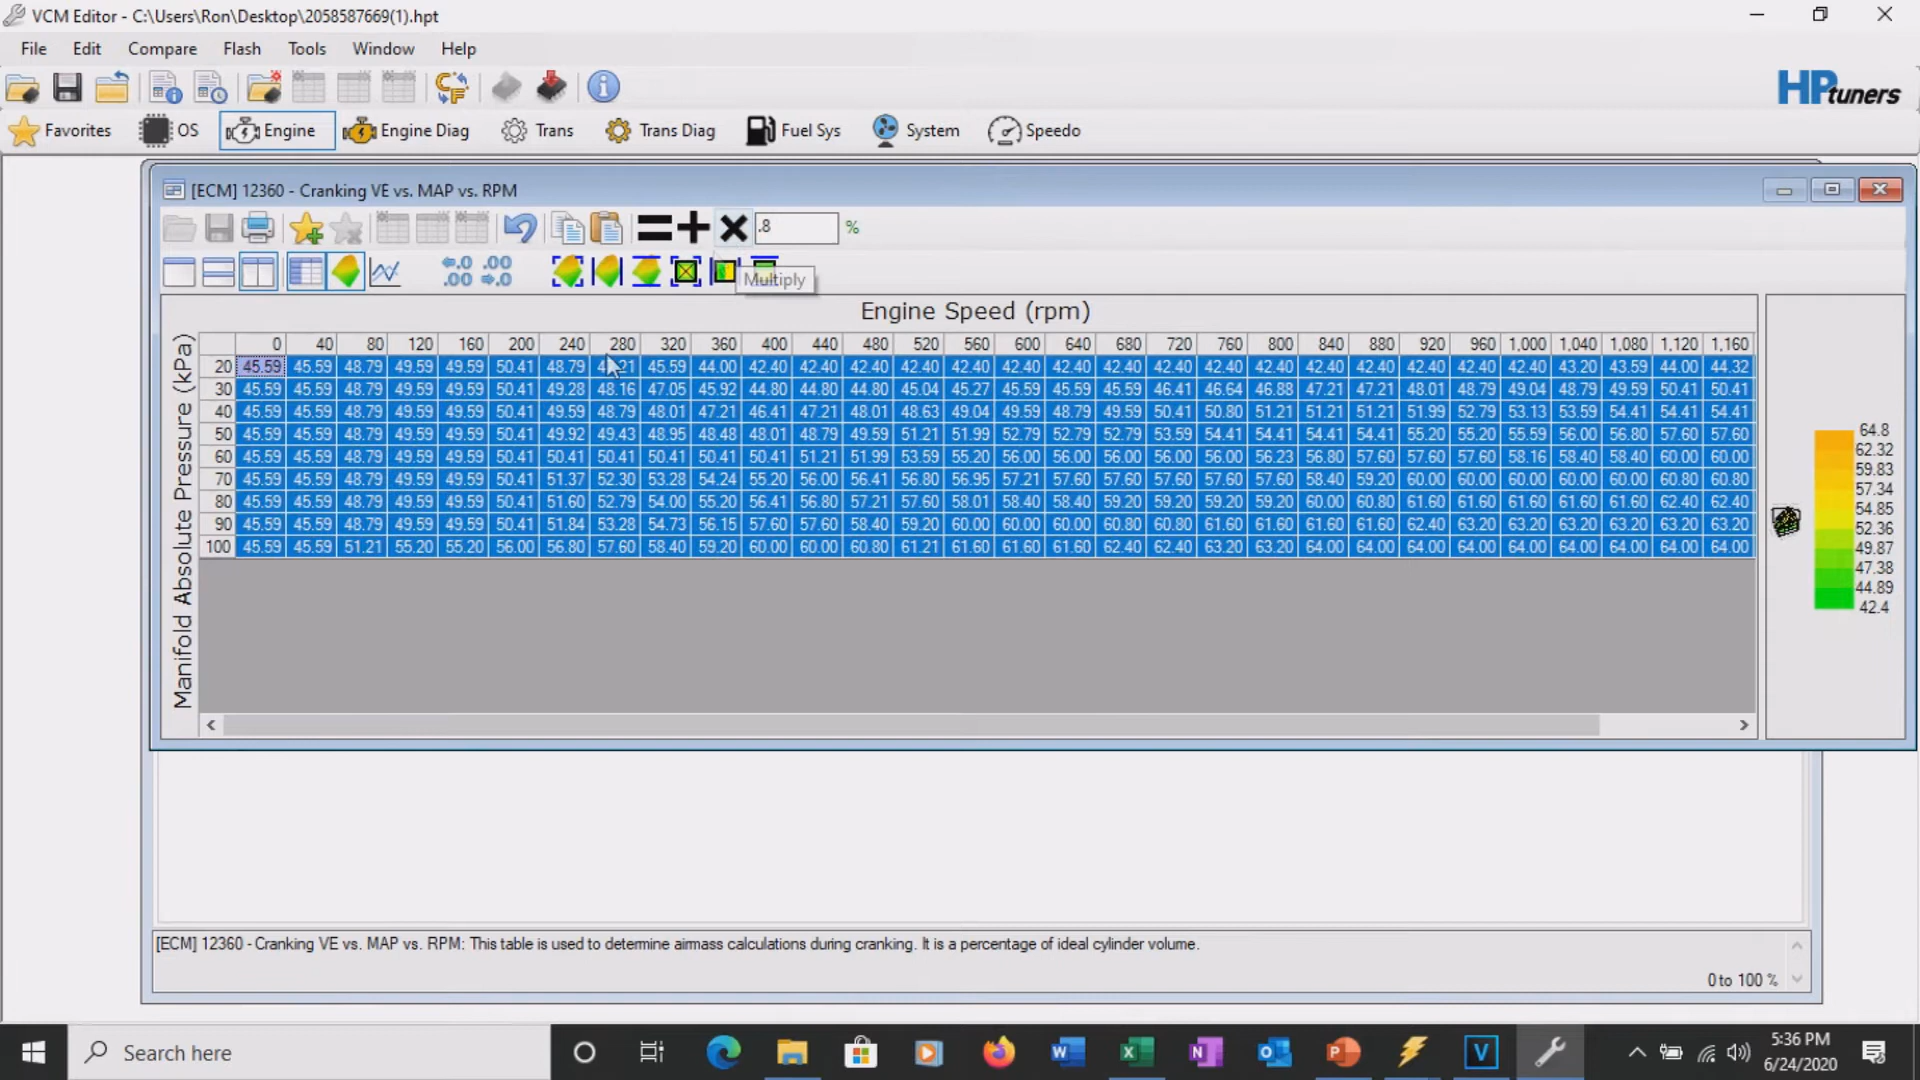 VCM Editor - C:\Users\Ron\Desktop\2058587669(1).hpt
File Edit Compare Flash Tools Window Help
HPtuners
Favorites OS Engine Engine Diag Trans Trans Diag Fuel Sys System Speedo
[ECM] 12360 - Cranking VE vs. MAP vs. RPM
.8 %
Multiply
Engine Speed (rpm)
Manifold Absolute Pressure (kPa)
0 40 80 120 160 200 240 280 320 360 400 440 480 520 560 600 640 680 720 760 800 840 880 920 960 1,000 1,040 1,080 1,120 1,160
20 45.59 45.59 48.79 49.59 49.59 50.41 48.79 45.59 44.00 42.40 42.40 42.40 42.40 42.40 42.40 42.40 42.40 42.40 42.40 42.40 42.40 42.40 42.40 42.40 42.40 43.20 43.59 44.00 44.32
30 45.59 45.59 48.79 49.59 49.59 50.41 49.28 48.16 47.05 45.92 44.80 44.80 44.80 45.04 45.27 45.59 45.59 45.59 46.41 46.64 46.88 47.21 47.21 48.01 48.79 49.04 48.79 49.59 50.41 50.41
40 45.59 45.59 48.79 49.59 49.59 50.41 49.59 48.79 48.01 47.21 46.41 47.21 48.01 48.63 49.04 49.59 48.79 49.59 50.41 50.80 51.21 51.21 51.21 51.99 52.79 53.13 53.59 54.41 54.41 54.41
50 45.59 45.59 48.79 49.59 49.59 50.41 49.92 49.43 48.95 48.48 48.01 48.79 49.59 51.21 51.99 52.79 52.79 52.79 53.59 54.41 54.41 54.41 54.41 55.20 55.20 55.59 56.00 56.80 57.60 57.60
60 45.59 45.59 48.79 49.59 49.59 50.41 50.41 50.41 50.41 50.41 50.41 51.21 51.99 53.59 55.20 56.00 56.00 56.00 56.00 56.00 56.23 56.80 57.60 57.60 57.60 58.16 58.40 58.40 60.00 60.00
70 45.59 45.59 48.79 49.59 49.59 50.41 51.37 52.30 53.28 54.24 55.20 56.00 56.41 56.80 56.95 57.21 57.60 57.60 57.60 57.60 57.60 58.40 59.20 60.00 60.00 60.00 60.00 60.00 60.80 60.80
80 45.59 45.59 48.79 49.59 49.59 50.41 51.60 52.79 54.00 55.20 56.41 56.80 57.21 57.60 58.01 58.40 58.40 59.20 59.20 59.20 59.20 60.00 60.80 61.60 61.60 61.60 61.60 61.60 62.40 62.40
90 45.59 45.59 48.79 49.59 49.59 50.41 51.84 53.28 54.73 56.15 57.60 57.60 58.40 59.20 60.00 60.00 60.80 60.80 61.60 61.60 61.60 61.60 62.40 63.20 63.20 63.20 63.20 63.20 63.20 63.20
100 45.59 45.59 51.21 55.20 55.20 56.00 56.80 57.60 58.40 59.20 60.00 60.00 60.80 61.21 61.60 61.60 61.60 62.40 62.40 63.20 63.20 64.00 64.00 64.00 64.00 64.00 64.00 64.00 64.00 64.00
64.8
62.32
59.83
57.34
54.85
52.36
49.87
47.38
44.89
42.4
[ECM] 12360 - Cranking VE vs. MAP vs. RPM: This table is used to determine airmass calculations during cranking. It is a percentage of ideal cylinder volume.
0 to 100 %
Search here
5:36 PM
6/24/2020